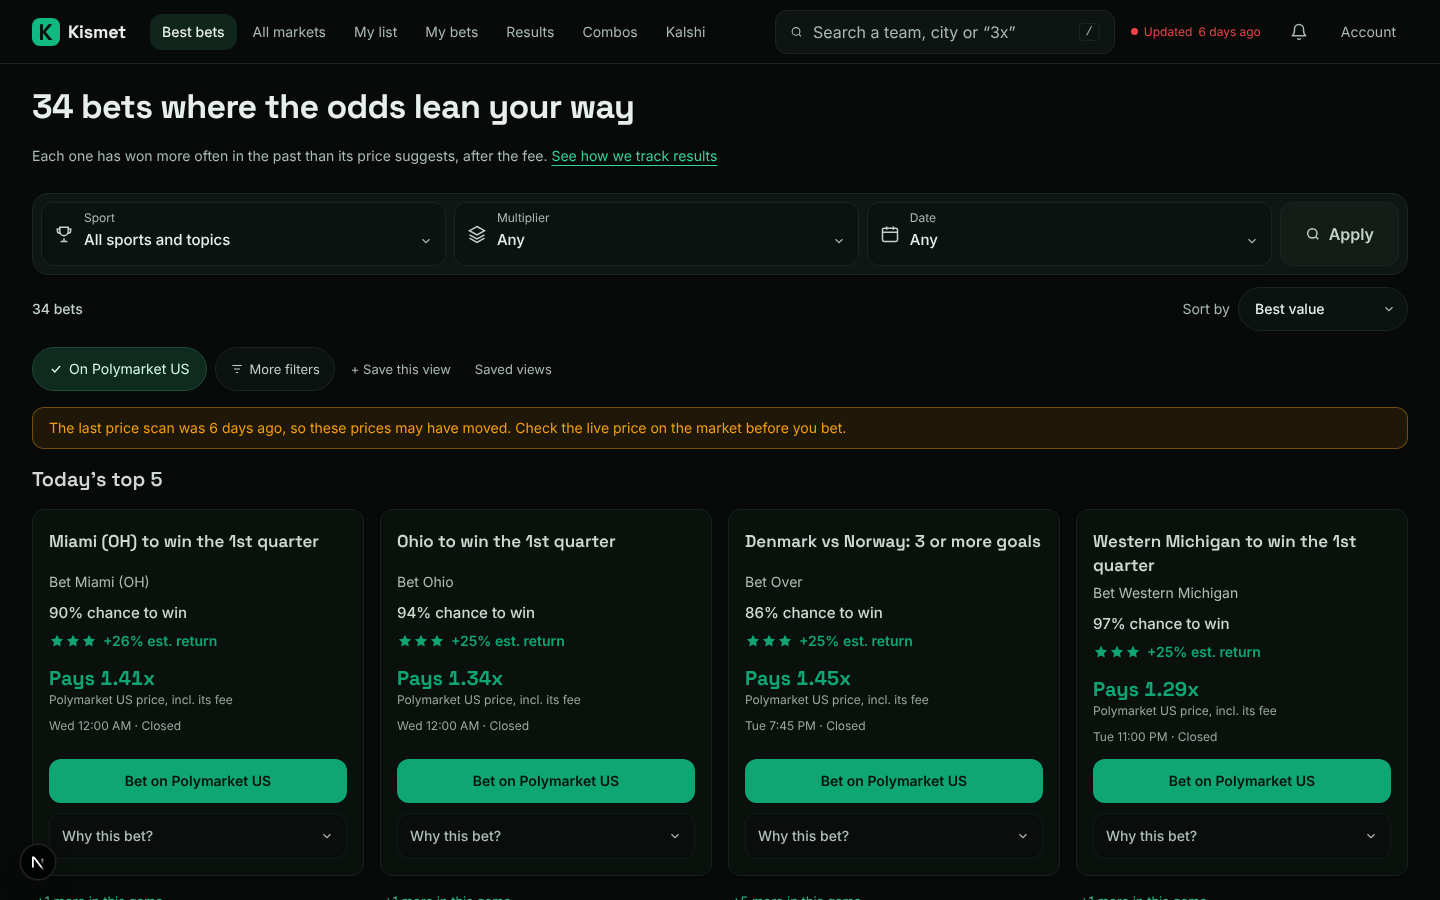 Kismet
Best bets
All markets
My list
My bets
Results
Combos
Kalshi
Search a team, city or “3x”
/
Updated 6 days ago
Account
34 bets where the odds lean your way
Each one has won more often in the past than its price suggests, after the fee. See how we track results
Sport
All sports and topics
Multiplier
Any
Date
Any
Apply
34 bets
Sort by
Best value
On Polymarket US
More filters
+ Save this view
Saved views
The last price scan was 6 days ago, so these prices may have moved. Check the live price on the market before you bet.
Today’s top 5
Miami (OH) to win the 1st quarter
Bet Miami (OH)
90% chance to win
★★★ +26% est. return
Pays 1.41x
Polymarket US price, incl. its fee
Wed 12:00 AM · Closed
Bet on Polymarket US
Why this bet?
Ohio to win the 1st quarter
Bet Ohio
94% chance to win
★★★ +25% est. return
Pays 1.34x
Polymarket US price, incl. its fee
Wed 12:00 AM · Closed
Bet on Polymarket US
Why this bet?
Denmark vs Norway: 3 or more goals
Bet Over
86% chance to win
★★★ +25% est. return
Pays 1.45x
Polymarket US price, incl. its fee
Tue 7:45 PM · Closed
Bet on Polymarket US
Why this bet?
Western Michigan to win the 1st
quarter
Bet Western Michigan
97% chance to win
★★★ +25% est. return
Pays 1.29x
Polymarket US price, incl. its fee
Tue 11:00 PM · Closed
Bet on Polymarket US
Why this bet?
N